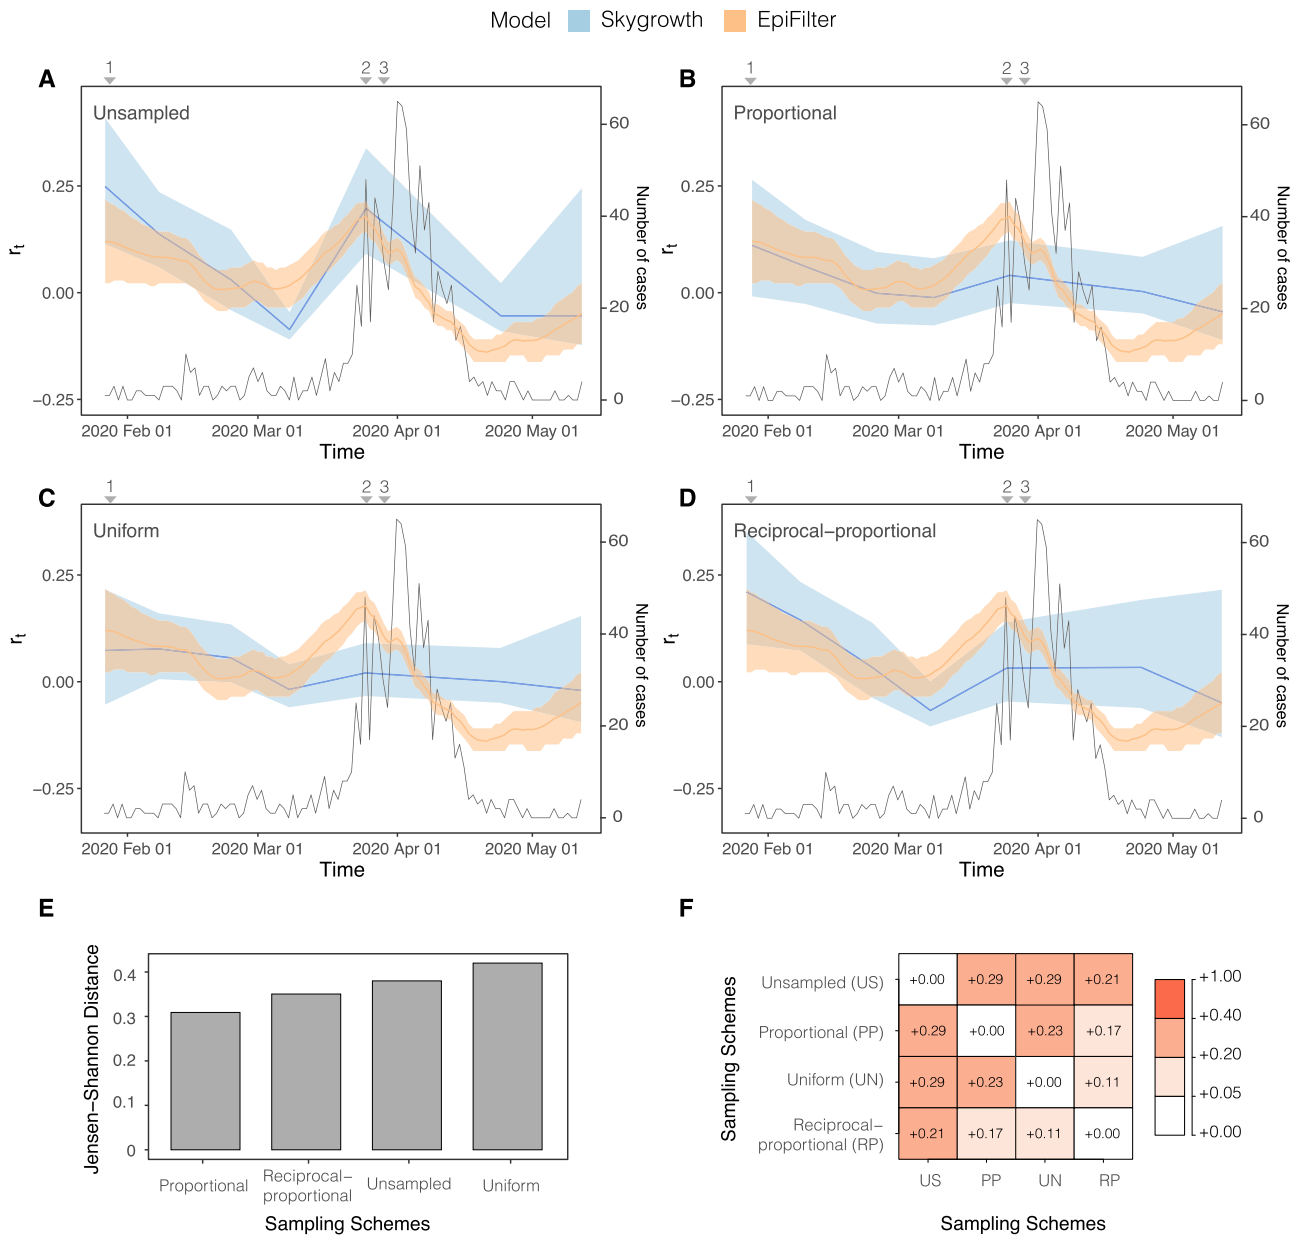 Model Skygrowth EpiFilter
A 1 2 3
Unsampled
0.25
0.00
−0.25
rt
60
40
20
0
Number of cases
2020 Feb 01 2020 Mar 01 2020 Apr 01 2020 May 01
Time
B 1 2 3
Proportional
0.25
0.00
−0.25
rt
60
40
20
0
Number of cases
2020 Feb 01 2020 Mar 01 2020 Apr 01 2020 May 01
Time
C 1 2 3
Uniform
0.25
0.00
−0.25
rt
60
40
20
0
Number of cases
2020 Feb 01 2020 Mar 01 2020 Apr 01 2020 May 01
Time
D 1 2 3
Reciprocal−proportional
0.25
0.00
−0.25
rt
60
40
20
0
Number of cases
2020 Feb 01 2020 Mar 01 2020 Apr 01 2020 May 01
Time
E
Jensen−Shannon Distance
0.4
0.3
0.2
0.1
0
Proportional
Reciprocal−
proportional
Unsampled
Uniform
Sampling Schemes
F
Sampling Schemes
Unsampled (US) +0.00 +0.29 +0.29 +0.21
Proportional (PP) +0.29 +0.00 +0.23 +0.17
Uniform (UN) +0.29 +0.23 +0.00 +0.11
Reciprocal−
proportional (RP) +0.21 +0.17 +0.11 +0.00
US PP UN RP
Sampling Schemes
+1.00
+0.40
+0.20
+0.05
+0.00